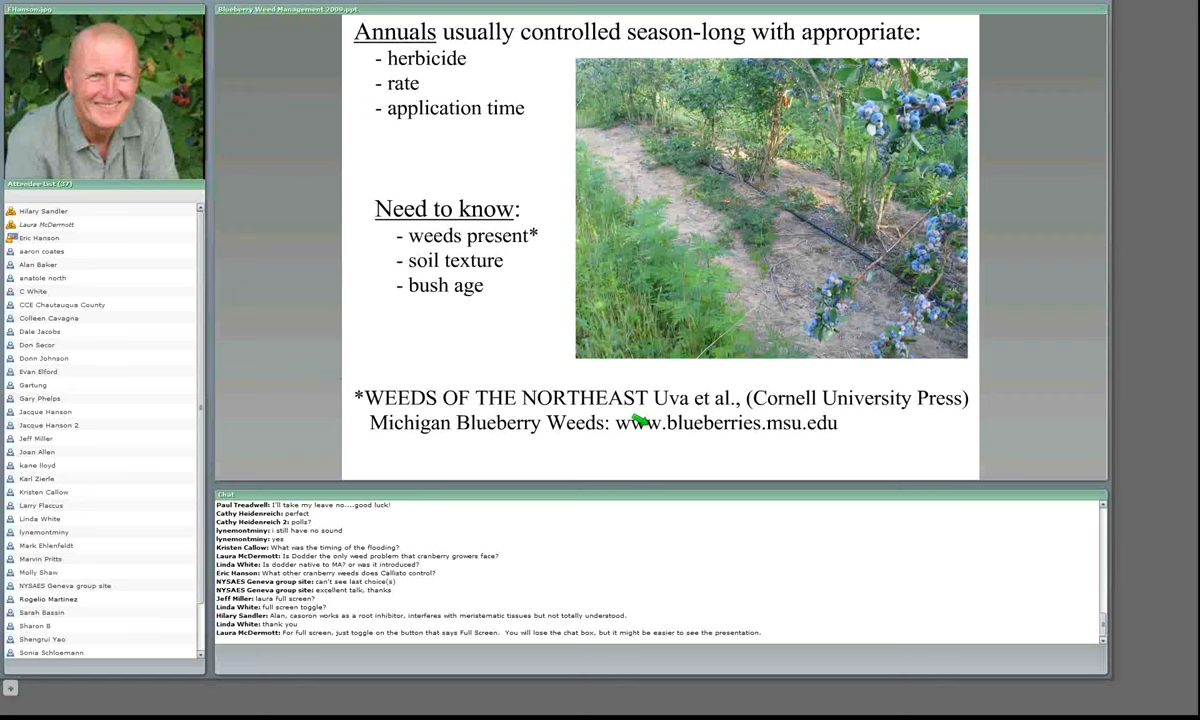 EHanson.jpg
Attendee List (37)
Hilary Sandler
Laura McDermott
Eric Hanson
aaron coates
Alan Baker
anatole north
C White
CCE Chautauqua County
Colleen Cavagna
Dale Jacobs
Don Secor
Donn Johnson
Evan Elford
Gartung
Gary Phelps
Jacque Hanson
Jacque Hanson 2
Jeff Miller
Joan Allen
kane lloyd
Karl Zierle
Kristen Callow
Larry Flaccus
Linda White
lynemontminy
Mark Ehlenfeldt
Marvin Pritts
Molly Shaw
NYSAES Geneva group site
Rogelio Martinez
Sarah Bassin
Sharon B
Shengrui Yao
Sonia Schloemann
Blueberry Weed Management 2009.ppt
Annuals usually controlled season-long with appropriate:
- herbicide
- rate
- application time
Need to know:
- weeds present*
- soil texture
- bush age
*WEEDS OF THE NORTHEAST Uva et al., (Cornell University Press)
Michigan Blueberry Weeds: www.blueberries.msu.edu
Chat
Paul Treadwell: I'll take my leave no....good luck!
Cathy Heidenreich: perfect
Cathy Heidenreich 2: polls?
lynemontminy: i still have no sound
lynemontminy: yes
Kristen Callow: What was the timing of the flooding?
Laura McDermott: Is Dodder the only weed problem that cranberry growers face?
Linda White: Is dodder native to MA? or was it introduced?
Eric Hanson: What other cranberry weeds does Callisto control?
NYSAES Geneva group site: can't see last choice(s)
NYSAES Geneva group site: excellent talk, thanks
Jeff Miller: laura full screen?
Linda White: full screen toggle?
Hilary Sandler: Alan, casoron works as a root inhibitor, interferes with meristematic tissues but not totally understood.
Linda White: thank you
Laura McDermott: For full screen, just toggle on the button that says Full Screen. You will lose the chat box, but it might be easier to see the presentation.